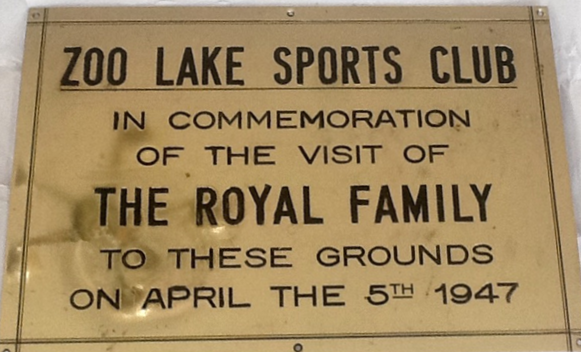 ZOO LAKE SPORTS CLUB
IN COMMEMORATION
OF THE VISIT OF
THE ROYAL FAMILY
TO THESE GROUNDS
ON APRIL THE 5TH 1947